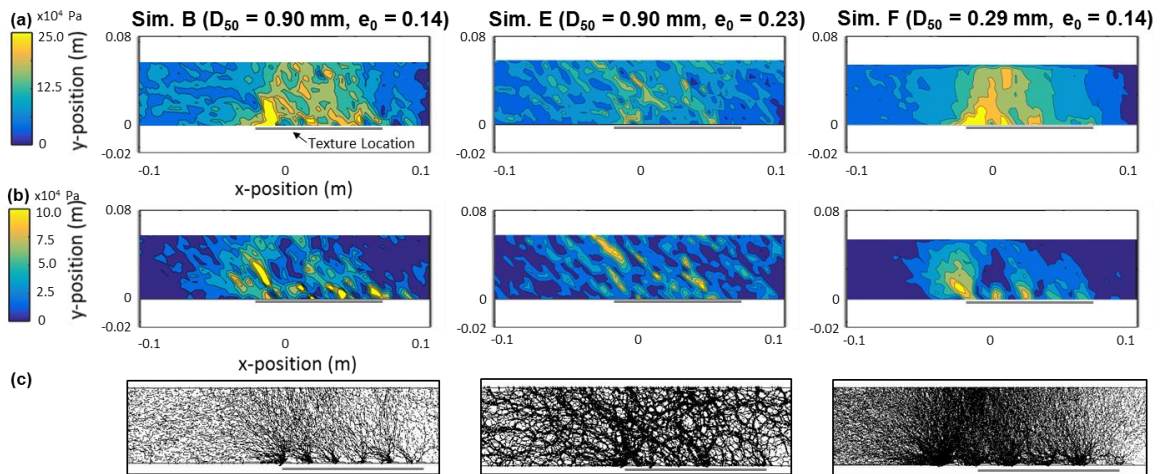 (a) Sim. B (D50 = 0.90 mm, e0 = 0.14) Sim. E (D50 = 0.90 mm, e0 = 0.23) Sim. F (D50 = 0.29 mm, e0 = 0.14)
x10⁴ Pa
25.0
12.5
0
y-position (m)
0.08
0
-0.02
Texture Location
-0.1 0 0.1
x-position (m)
0.08
0
-0.02
-0.1 0 0.1
0.08
0
-0.02
-0.1 0 0.1
(b)
x10⁴ Pa
10.0
7.5
5.0
2.5
0
y-position (m)
0.08
0
-0.02
-0.1 0 0.1
x-position (m)
0.08
0
-0.02
-0.1 0 0.1
0.08
0
-0.02
-0.1 0 0.1
(c)